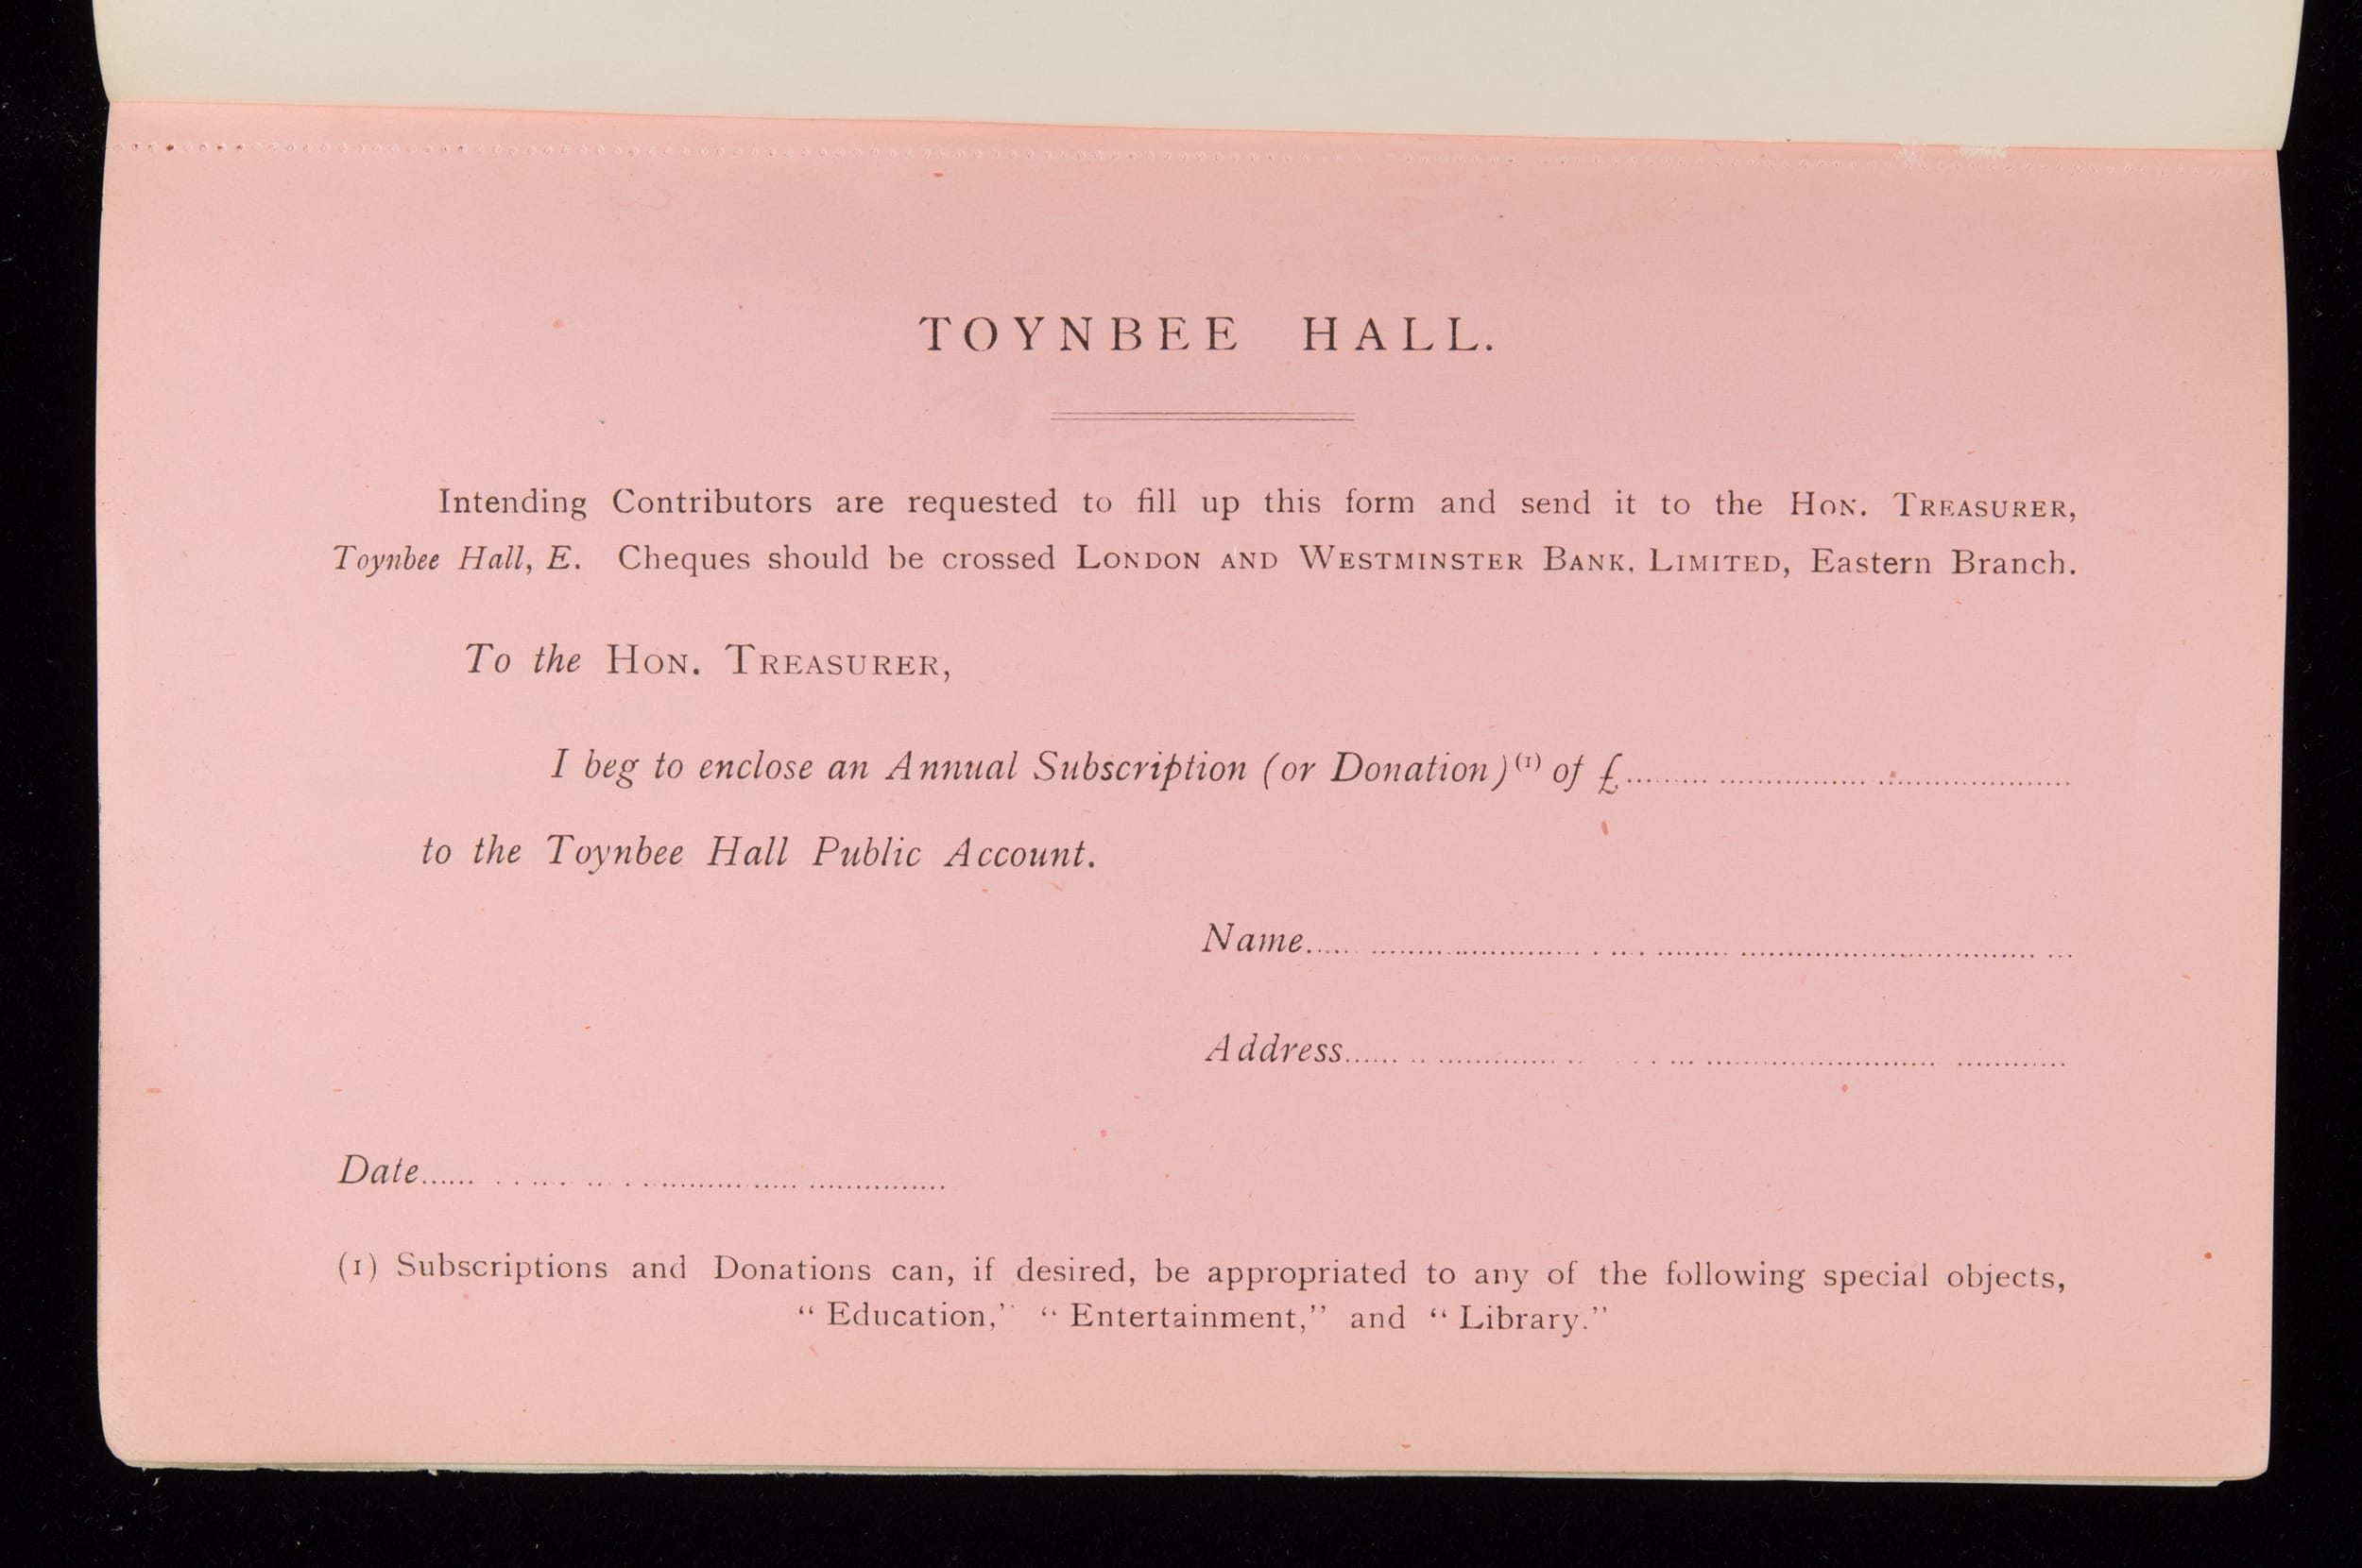 TOYNBEE HALL.
Intending Contributors are requested to fill up this form and send it to the HON. TREASURER,
Toynbee Hall, E. Cheques should be crossed LONDON AND WESTMINSTER BANK, LIMITED, Eastern Branch.
To the HON. TREASURER,
I beg to enclose an Annual Subscription (or Donation)(1) of £..............................
to the Toynbee Hall Public Account.
Name..............................
Address..............................
Date..............................
(1) Subscriptions and Donations can, if desired, be appropriated to any of the following special objects,
“Education,” “Entertainment,” and “Library.”